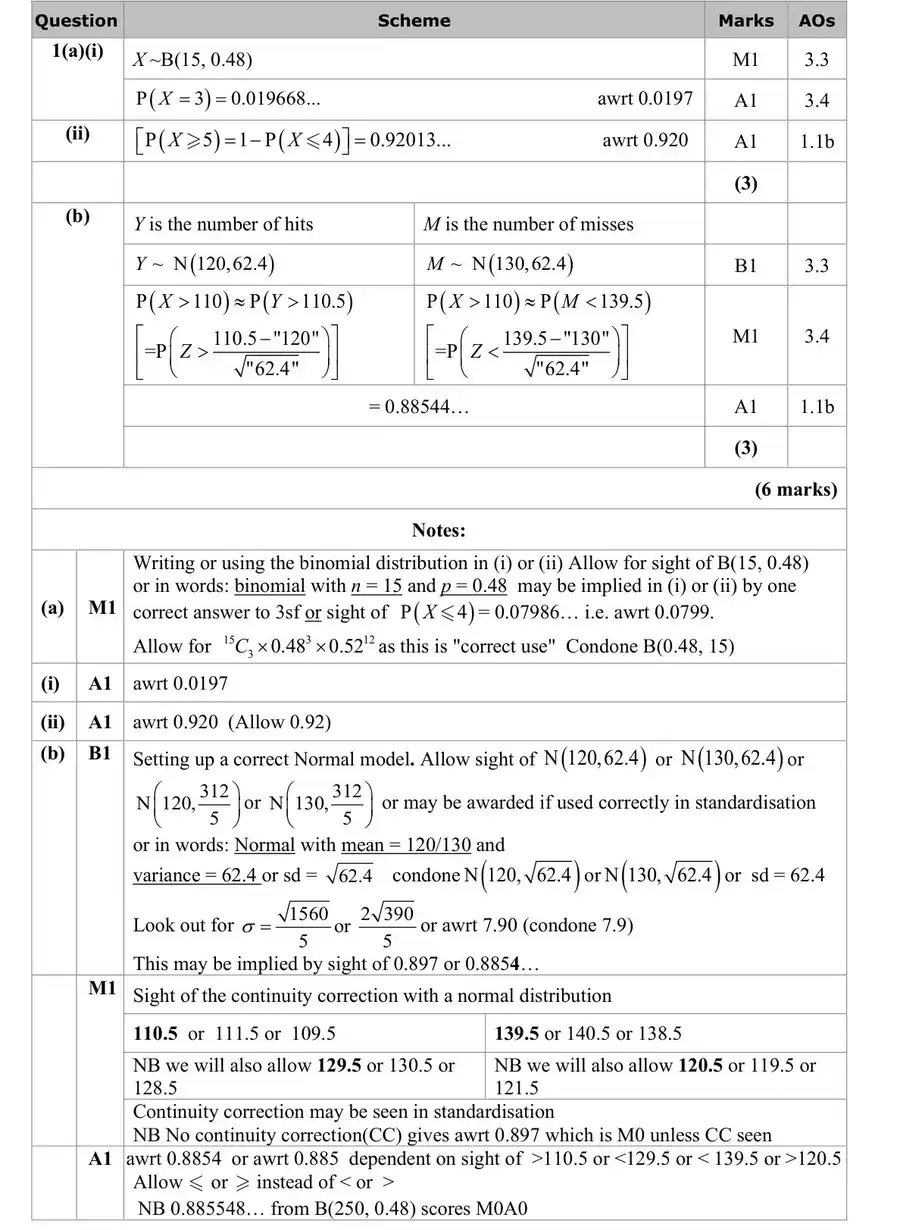 Question Scheme Marks AOs
1(a)(i) X ~B(15, 0.48) M1 3.3
P(X = 3) = 0.019668... awrt 0.0197 A1 3.4
(ii) [P(X ⩾ 5) = 1 − P(X ⩽ 4)] = 0.92013... awrt 0.920 A1 1.1b
(3)
(b) Y is the number of hits M is the number of misses
Y ~ N(120, 62.4) M ~ N(130, 62.4) B1 3.3
P(X > 110) ≈ P(Y > 110.5) P(X > 110) ≈ P(M < 139.5)
[=P(Z > (110.5 − "120")/√"62.4")] [=P(Z < (139.5 − "130")/√"62.4")] M1 3.4
= 0.88544… A1 1.1b
(3)
(6 marks)
Notes:
(a) M1 Writing or using the binomial distribution in (i) or (ii) Allow for sight of B(15, 0.48)
or in words: binomial with n = 15 and p = 0.48 may be implied in (i) or (ii) by one
correct answer to 3sf or sight of P(X ⩽ 4) = 0.07986… i.e. awrt 0.0799.
Allow for ¹⁵C₃ × 0.48³ × 0.52¹² as this is "correct use" Condone B(0.48, 15)
(i) A1 awrt 0.0197
(ii) A1 awrt 0.920 (Allow 0.92)
(b) B1 Setting up a correct Normal model. Allow sight of N(120, 62.4) or N(130, 62.4) or
N(120, 312/5) or N(130, 312/5) or may be awarded if used correctly in standardisation
or in words: Normal with mean = 120/130 and
variance = 62.4 or sd = √62.4 condone N(120, √62.4) or N(130, √62.4) or sd = 62.4
Look out for σ = √1560/5 or 2√390/5 or awrt 7.90 (condone 7.9)
This may be implied by sight of 0.897 or 0.8854…
M1 Sight of the continuity correction with a normal distribution
110.5 or 111.5 or 109.5 139.5 or 140.5 or 138.5
NB we will also allow 129.5 or 130.5 or NB we will also allow 120.5 or 119.5 or
128.5 121.5
Continuity correction may be seen in standardisation
NB No continuity correction(CC) gives awrt 0.897 which is M0 unless CC seen
A1 awrt 0.8854 or awrt 0.885 dependent on sight of >110.5 or <129.5 or < 139.5 or >120.5
Allow ⩽ or ⩾ instead of < or >
NB 0.885548… from B(250, 0.48) scores M0A0